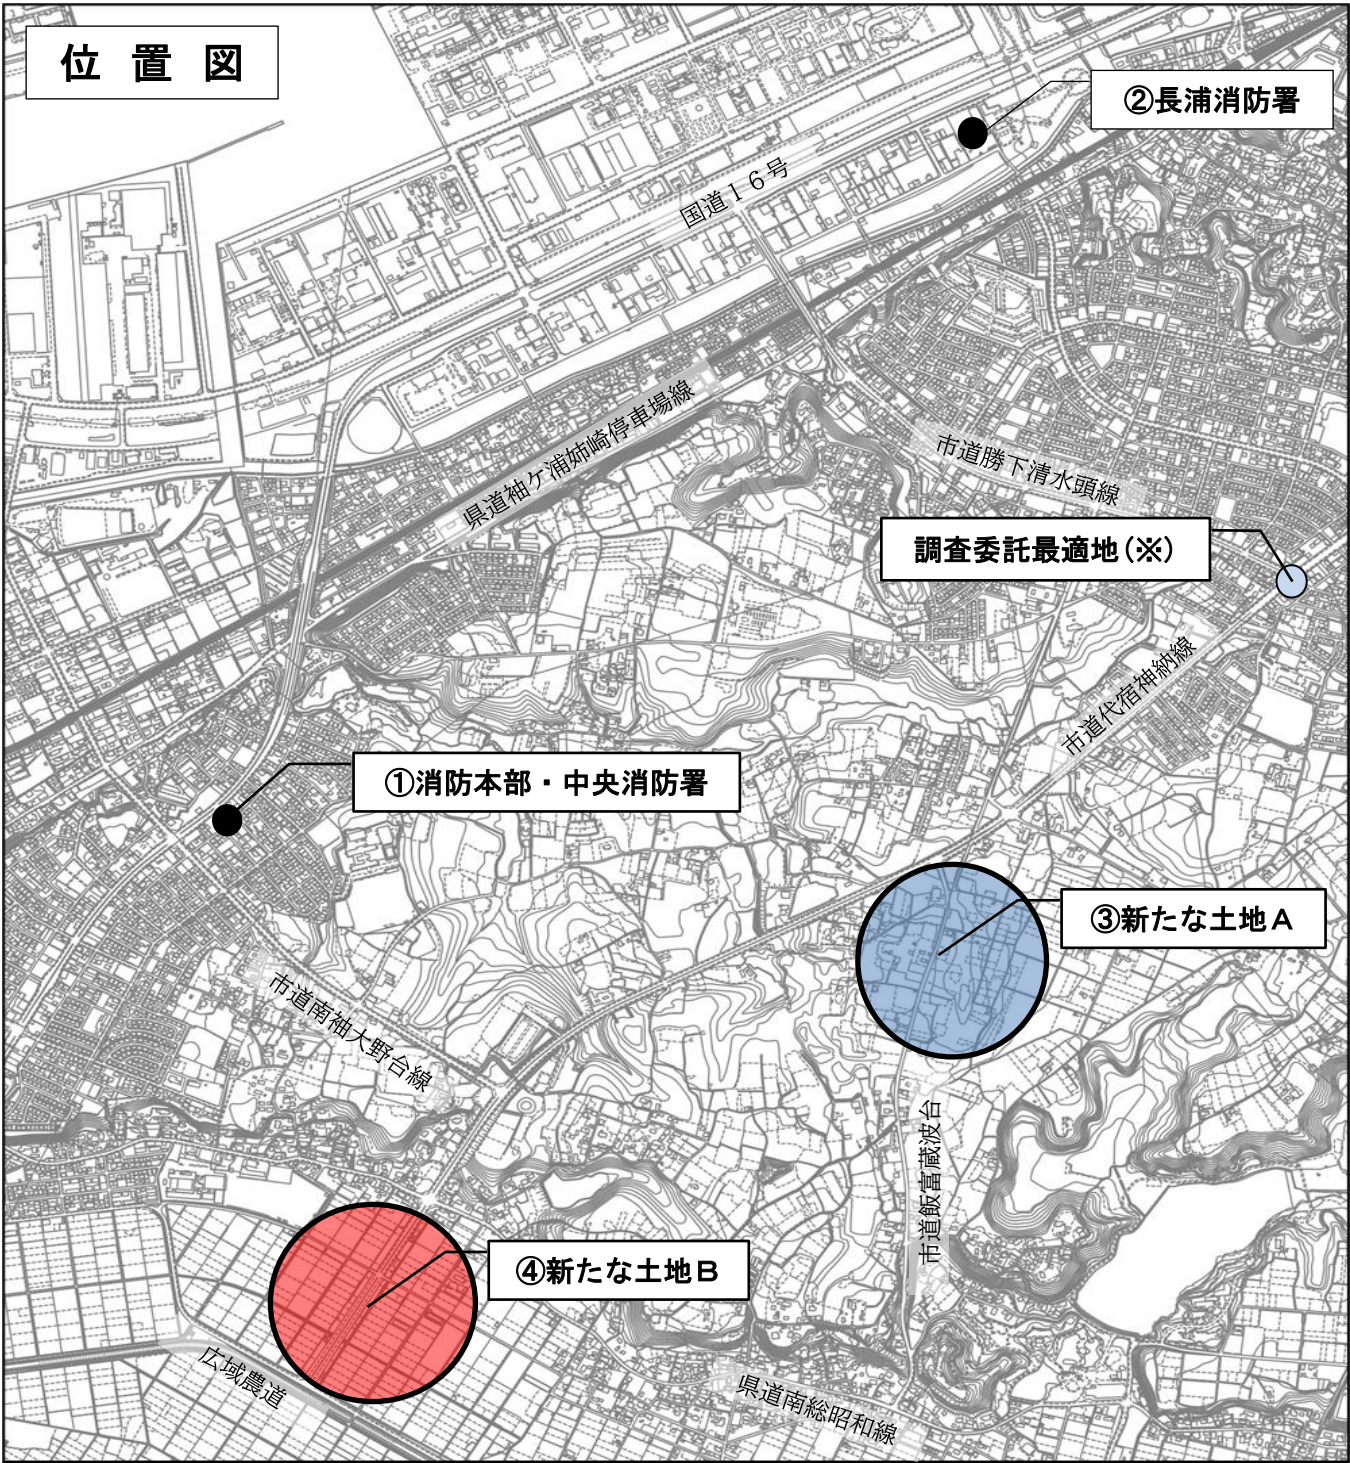 位置図
②長浦消防署
国道１６号
県道袖ケ浦姉崎停車場線
市道勝下清水頭線
調査委託最適地(※)
市道代宿神納線
①消防本部・中央消防署
③新たな土地Ａ
市道南袖大野台線
市道飯富蔵波台
④新たな土地Ｂ
広域農道
県道南総昭和線